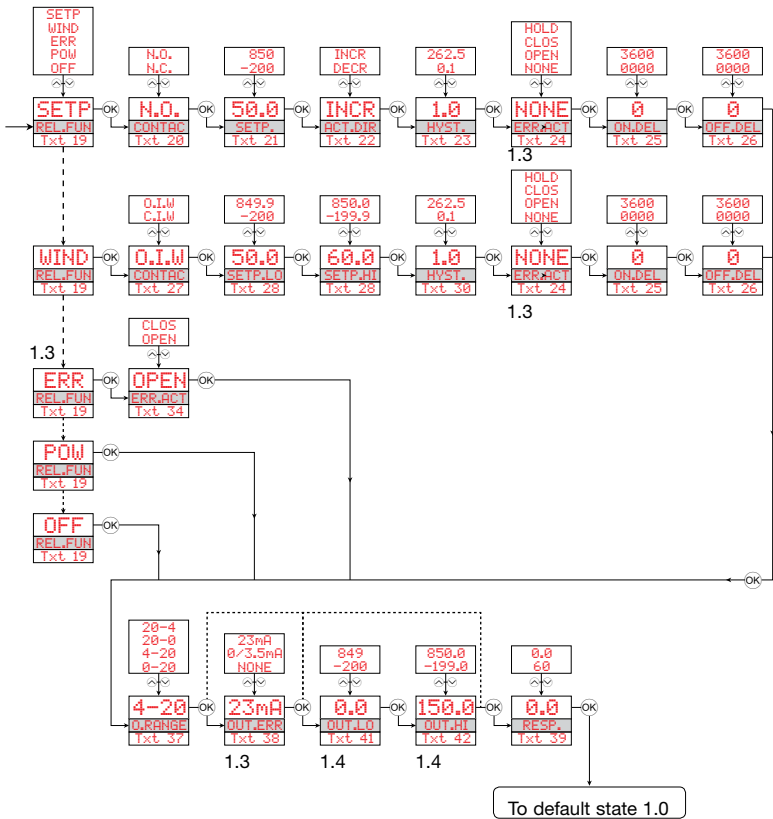 SETP
WIND
ERR
POW
OFF
N.O.
N.C.
850
-200
INCR
DECR
262.5
0.1
HOLD
CLOS
OPEN
NONE
3600
0000
3600
0000
SETP
REL.FUN
Txt 19
OK
N.O.
CONTAC
Txt 20
OK
50.0
SETP.
Txt 21
OK
INCR
ACT.DIR
Txt 22
OK
1.0
HYST.
Txt 23
OK
NONE
ERR.ACT
Txt 24
OK
0
ON.DEL
Txt 25
OK
0
OFF.DEL
Txt 26
1.3
O.I.W
C.I.W
849.9
-200
850.0
-199.9
262.5
0.1
HOLD
CLOS
OPEN
NONE
3600
0000
3600
0000
WIND
REL.FUN
Txt 19
OK
O.I.W
CONTAC
Txt 27
OK
50.0
SETP.LO
Txt 28
OK
60.0
SETP.HI
Txt 28
OK
1.0
HYST.
Txt 30
OK
NONE
ERR.ACT
Txt 24
OK
0
ON.DEL
Txt 25
OK
0
OFF.DEL
Txt 26
1.3
CLOS
OPEN
1.3
ERR
REL.FUN
Txt 19
OK
OPEN
ERR.ACT
Txt 34
OK
POW
REL.FUN
Txt 19
OK
OFF
REL.FUN
Txt 19
OK
OK
20-4
20-0
4-20
0-20
23mA
0/3.5mA
NONE
849
-200
850.0
-199.0
0.0
60
4-20
O.RANGE
Txt 37
OK
23mA
OUT.ERR
Txt 38
OK
0.0
OUT.LO
Txt 41
OK
150.0
OUT.HI
Txt 42
OK
0.0
RESP.
Txt 39
OK
1.3
1.4
1.4
To default state 1.0